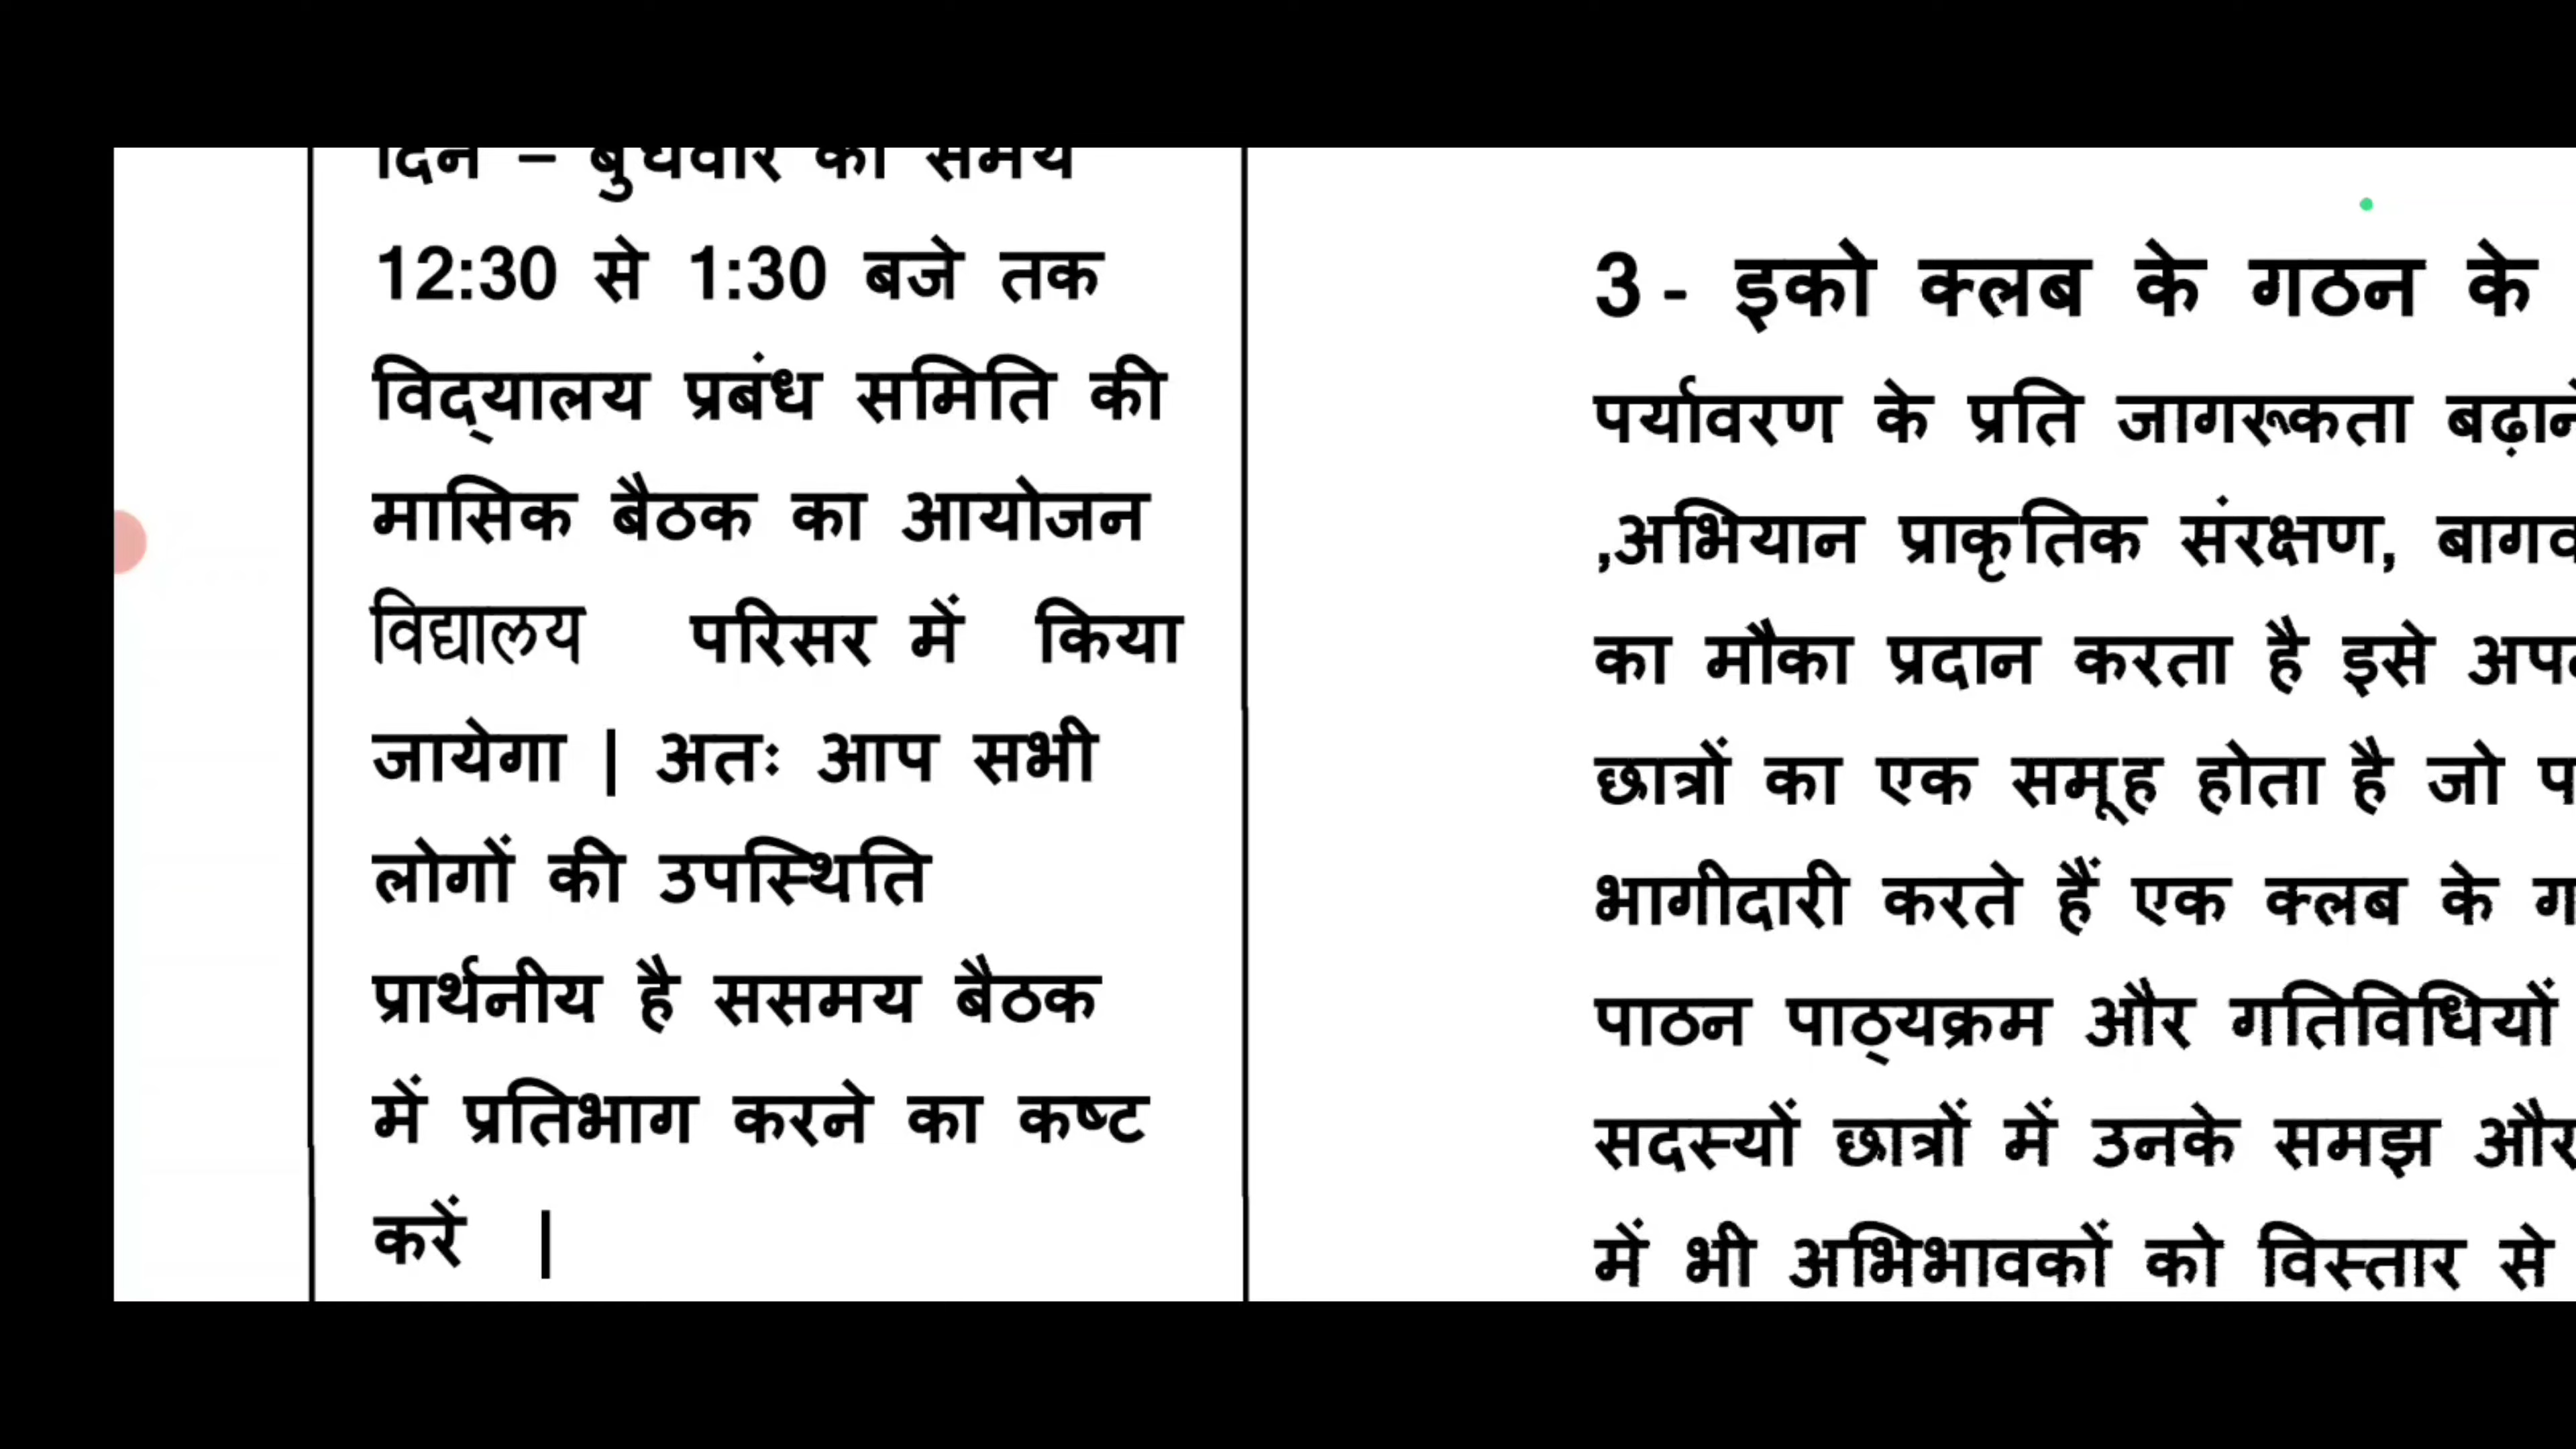 दिन – बुधवार को समय
12:30 से 1:30 बजे तक
विद्‌यालय प्रबंध समिति की
मासिक बैठक का आयोजन
विद्यालय परिसर में किया
जायेगा | अतः आप सभी
लोगों की उपस्थिति
प्रार्थनीय है ससमय बैठक
में प्रतिभाग करने का कष्ट
करें |
3 - इको क्लब के गठन के
पर्यावरण के प्रति जागरूकता
,अभियान प्राकृतिक संरक्षण,
का मौका प्रदान करता है इसे
छात्रों का एक समूह होता है जो
भागीदारी करते हैं एक क्लब के
पाठन पाठ्‌यक्रम और गतिविधियों
सदस्यों छात्रों में उनके समझ और
में भी अभिभावकों को विस्तार से